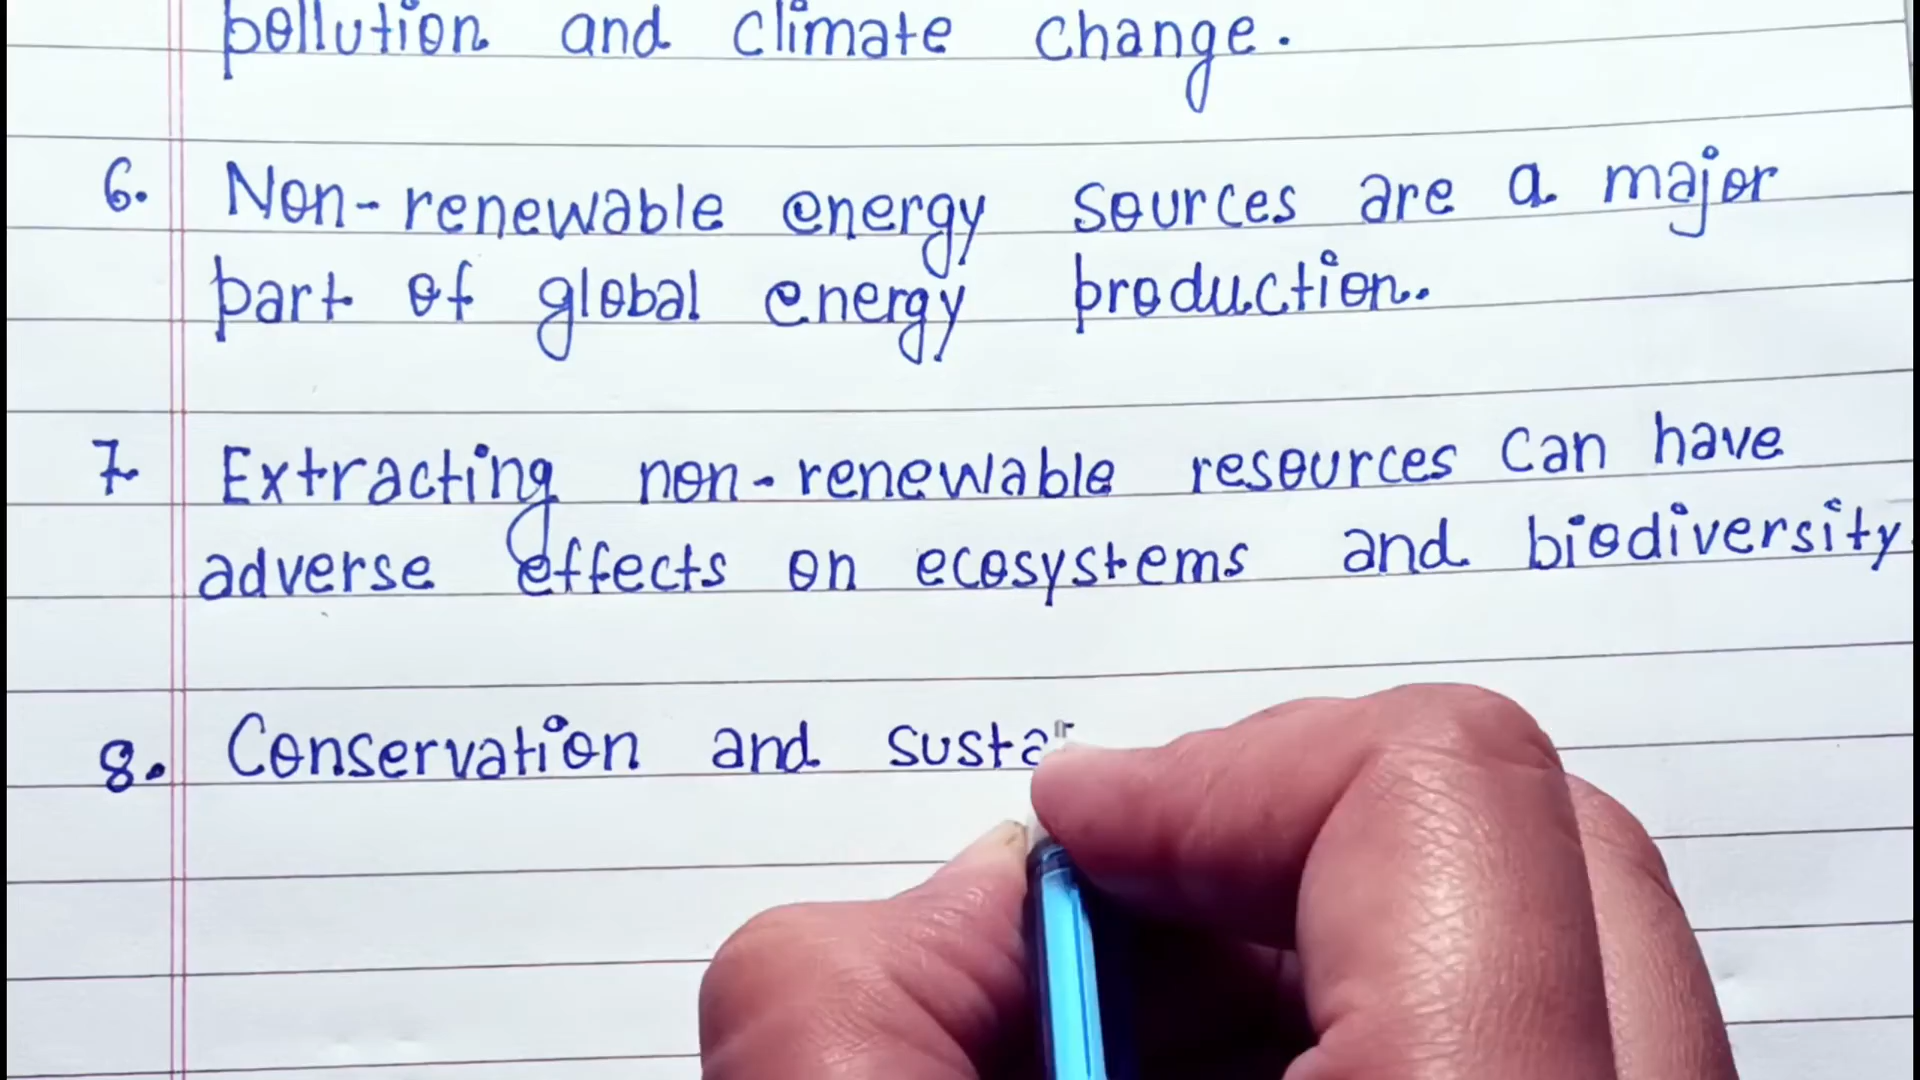 pollution and climate change.
6. Non-renewable energy sources are a major
part of global energy production.
7. Extracting non-renewable resources can have
adverse effects on ecosystems and biodiversity
8. Conservation and susta